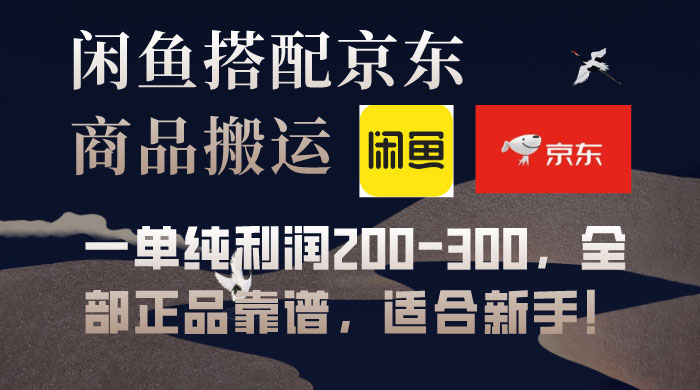 闲鱼搭配京东
商品搬运
闲鱼
京东
一单纯利润200-300，全
部正品靠谱，适合新手！